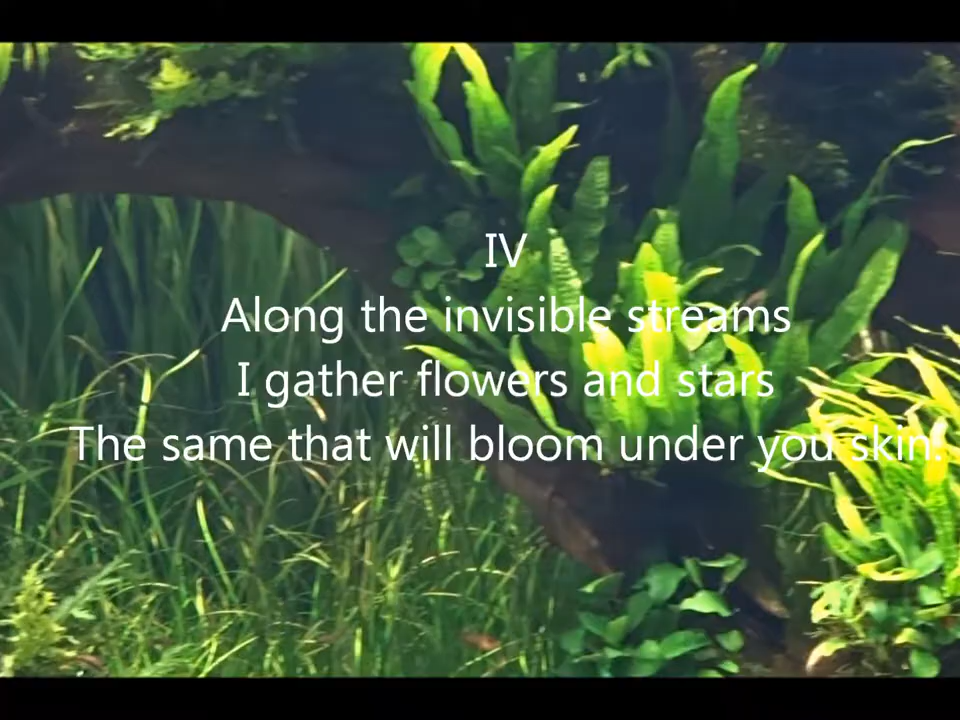 IV
Along the invisible streams
I gather flowers and stars
The same that will bloom under you skin!